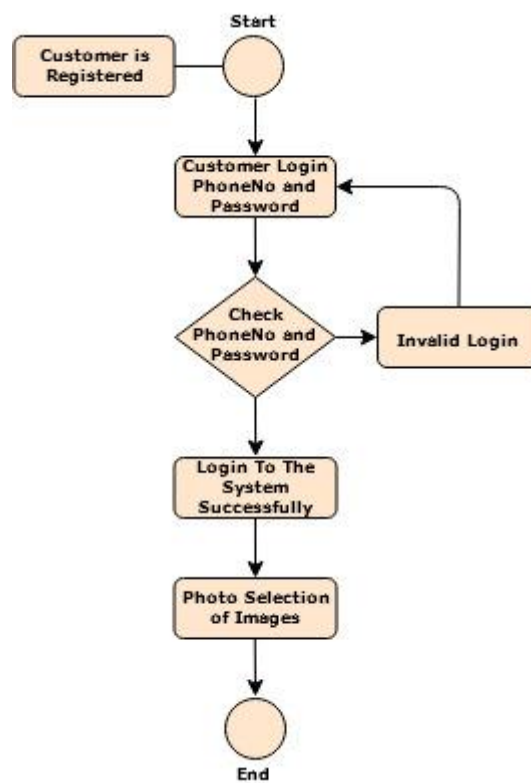 Start
Customer is
Registered
Customer Login
PhoneNo and
Password
Check
PhoneNo and
Password
Invalid Login
Login To The
System
Successfully
Photo Selection
of Images
End